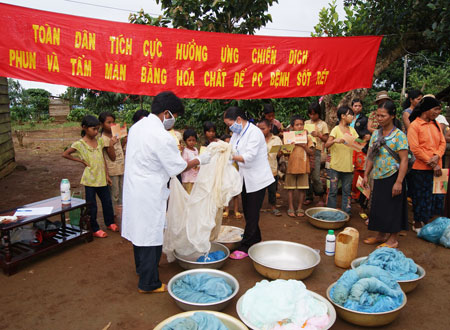 TOÀN DÂN TÍCH CỰC HƯỞNG ỨNG CHIẾN DỊCH
PHUN VÀ TẨM MÀN BẰNG HÓA CHẤT ĐỂ PC BỆNH SỐT RÉT